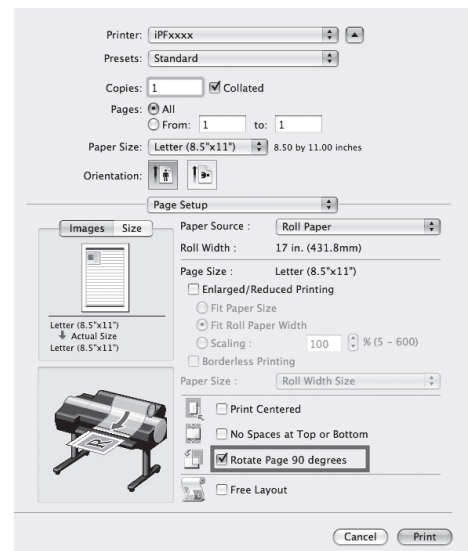 Printer: iPFxxxx
Presets: Standard
Copies: 1 Collated
Pages: All
From: 1 to: 1
Paper Size: Letter (8.5"x11") 8.50 by 11.00 inches
Orientation:
Page Setup
Images Size
Paper Source : Roll Paper
Roll Width : 17 in. (431.8mm)
Page Size : Letter (8.5"x11")
Enlarged/Reduced Printing
Fit Paper Size
Fit Roll Paper Width
Scaling : 100 % (5 - 600)
Borderless Printing
Paper Size : Roll Width Size
Letter (8.5"x11")
Actual Size
Letter (8.5"x11")
Print Centered
No Spaces at Top or Bottom
Rotate Page 90 degrees
Free Layout
R
Cancel Print